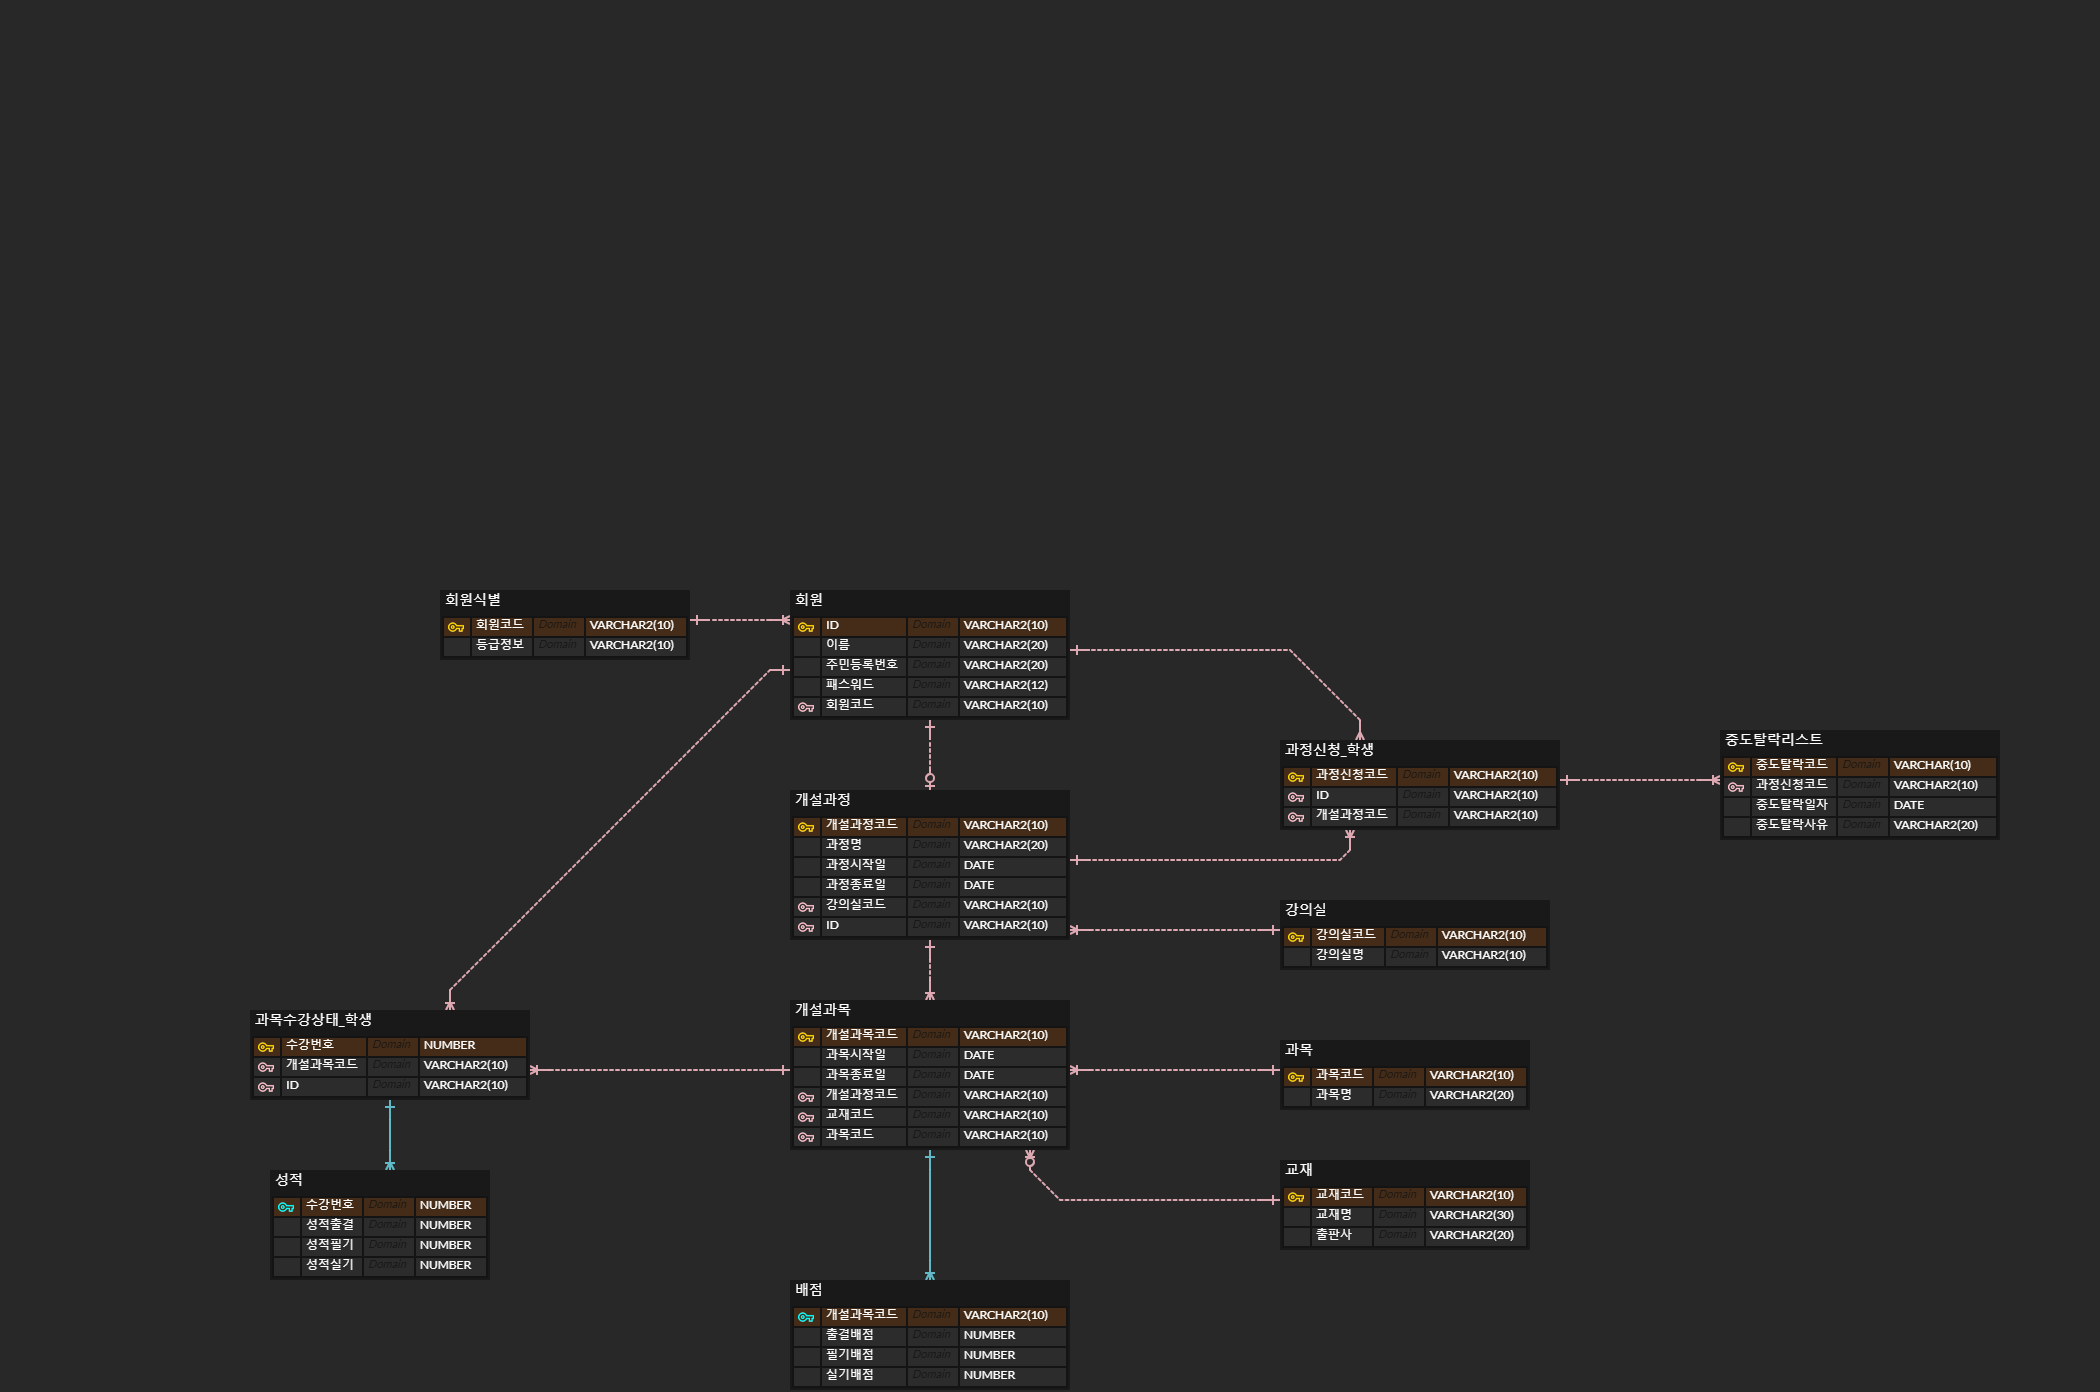 회원식별
회원코드 Domain VARCHAR2(10)
등급정보 Domain VARCHAR2(10)
회원
ID Domain VARCHAR2(10)
이름 Domain VARCHAR2(20)
주민등록번호 Domain VARCHAR2(20)
패스워드 Domain VARCHAR2(12)
회원코드 Domain VARCHAR2(10)
과정신청_학생
과정신청코드 Domain VARCHAR2(10)
ID Domain VARCHAR2(10)
개설과정코드 Domain VARCHAR2(10)
중도탈락리스트
중도탈락코드 Domain VARCHAR(10)
과정신청코드 Domain VARCHAR2(10)
중도탈락일자 Domain DATE
중도탈락사유 Domain VARCHAR2(20)
개설과정
개설과정코드 Domain VARCHAR2(10)
과정명 Domain VARCHAR2(20)
과정시작일 Domain DATE
과정종료일 Domain DATE
강의실코드 Domain VARCHAR2(10)
ID Domain VARCHAR2(10)
강의실
강의실코드 Domain VARCHAR2(10)
강의실명 Domain VARCHAR2(10)
과목수강상태_학생
수강번호 Domain NUMBER
개설과목코드 Domain VARCHAR2(10)
ID Domain VARCHAR2(10)
개설과목
개설과목코드 Domain VARCHAR2(10)
과목시작일 Domain DATE
과목종료일 Domain DATE
개설과정코드 Domain VARCHAR2(10)
교재코드 Domain VARCHAR2(10)
과목코드 Domain VARCHAR2(10)
과목
과목코드 Domain VARCHAR2(10)
과목명 Domain VARCHAR2(20)
성적
수강번호 Domain NUMBER
성적출결 Domain NUMBER
성적필기 Domain NUMBER
성적실기 Domain NUMBER
교재
교재코드 Domain VARCHAR2(10)
교재명 Domain VARCHAR2(30)
출판사 Domain VARCHAR2(20)
배점
개설과목코드 Domain VARCHAR2(10)
출결배점 Domain NUMBER
필기배점 Domain NUMBER
실기배점 Domain NUMBER